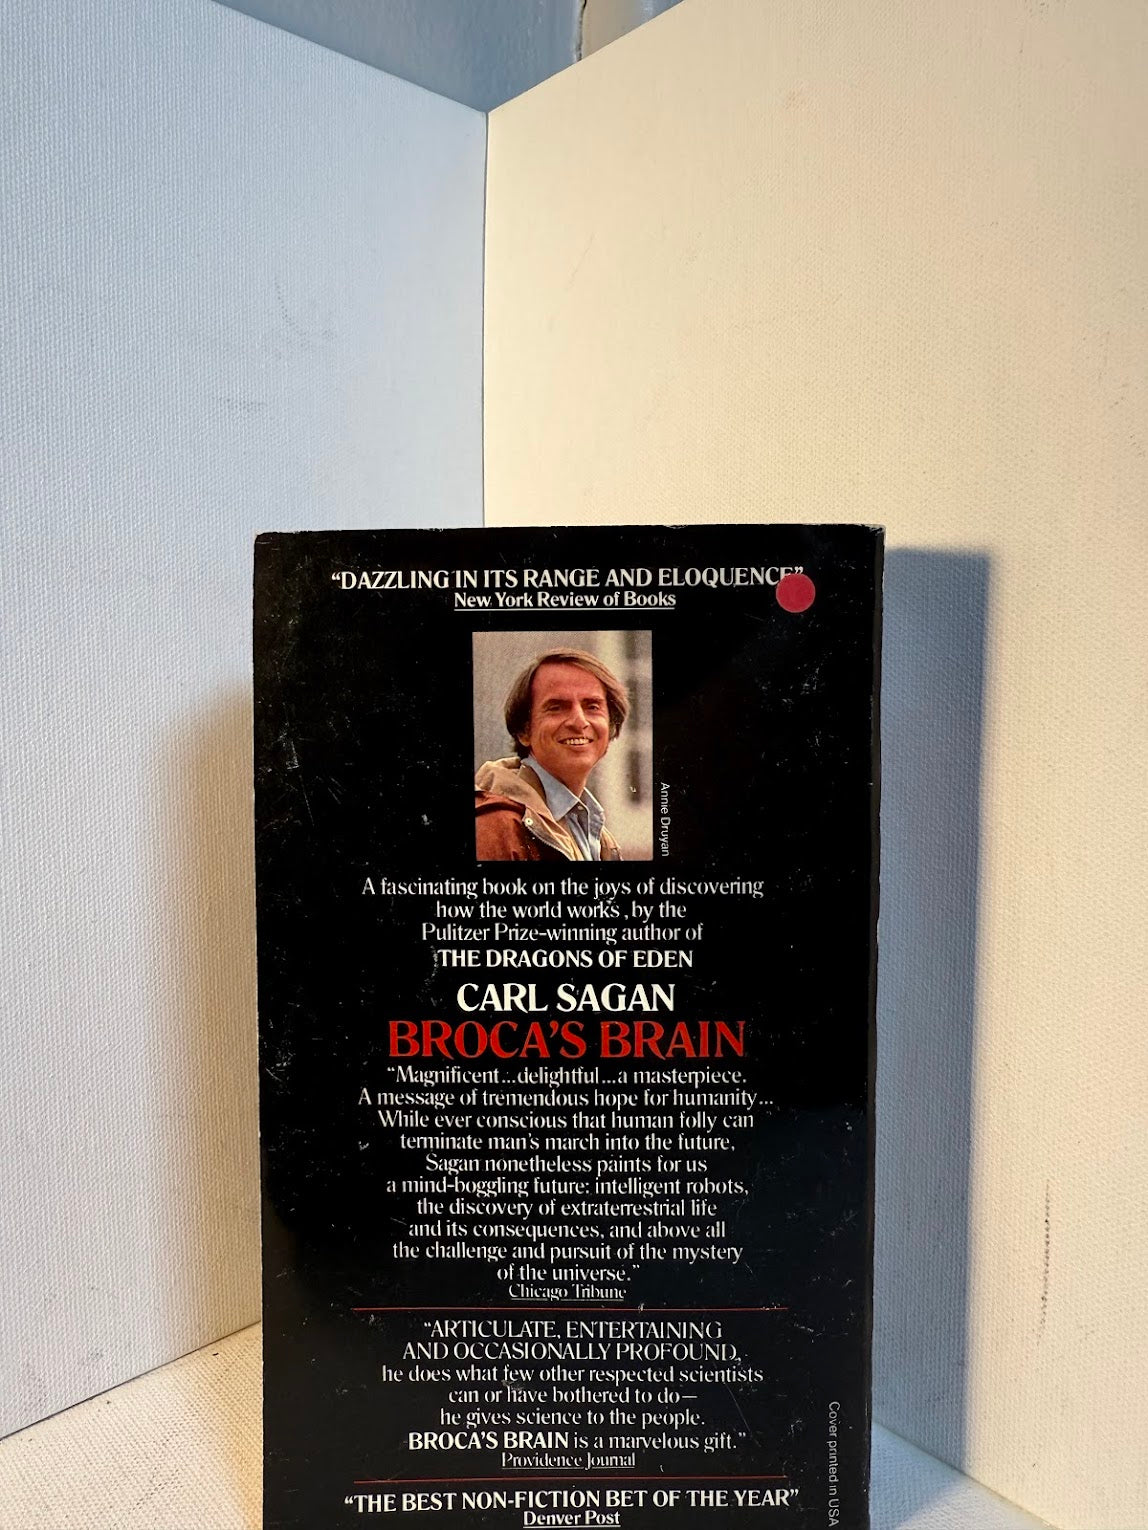 “DAZZLING IN ITS RANGE AND ELOQUENCE”
New York Review of Books
Annie Druyan
A fascinating book on the joys of discovering
how the world works, by the
Pulitzer Prize-winning author of
THE DRAGONS OF EDEN
CARL SAGAN
BROCA'S BRAIN
“Magnificent...delightful...a masterpiece.
A message of tremendous hope for humanity...
While ever conscious that human folly can
terminate man's march into the future,
Sagan nonetheless paints for us
a mind-boggling future: intelligent robots,
the discovery of extraterrestrial life
and its consequences, and above all
the challenge and pursuit of the mystery
of the universe.”
Chicago Tribune
“ARTICULATE, ENTERTAINING
AND OCCASIONALLY PROFOUND,
he does what few other respected scientists
can or have bothered to do—
he gives science to the people.
BROCA'S BRAIN is a marvelous gift.”
Providence Journal
“THE BEST NON-FICTION BET OF THE YEAR”
Denver Post
Cover printed in USA